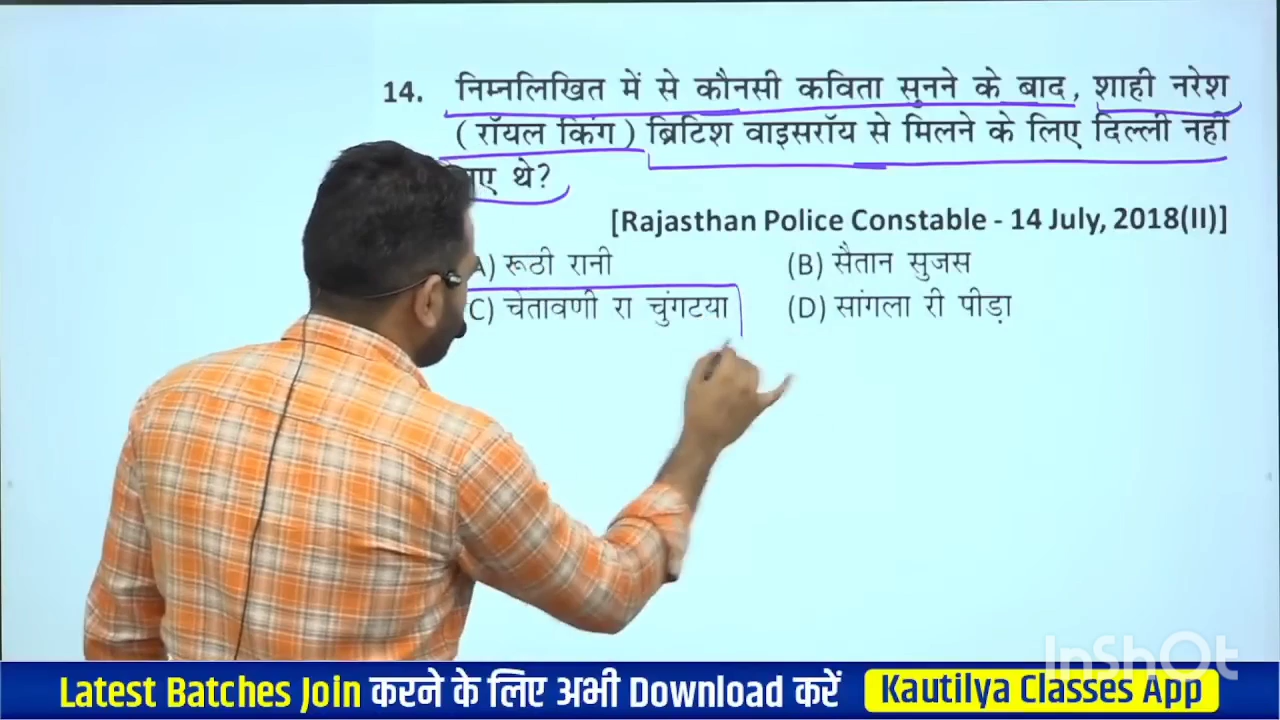 14. निम्नलिखित में से कौनसी कविता सुनने के बाद, शाही नरेश
(रॉयल किंग) ब्रिटिश वाइसरॉय से मिलने के लिए दिल्ली नहीं
थे?
[Rajasthan Police Constable - 14 July, 2018(II)]
A) रूठी रानी (B) सैतान सुजस
C) चेतावणी रा चुंगटया (D) सांगला री पीड़ा
InShOt
Latest Batches Join करने के लिए अभी Download करें Kautilya Classes App